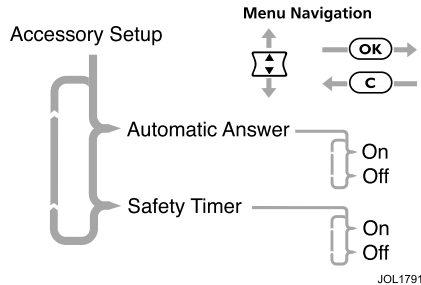 Menu Navigation
Accessory Setup
OK
C
Automatic Answer
On
Off
Safety Timer
On
Off
JOL1791